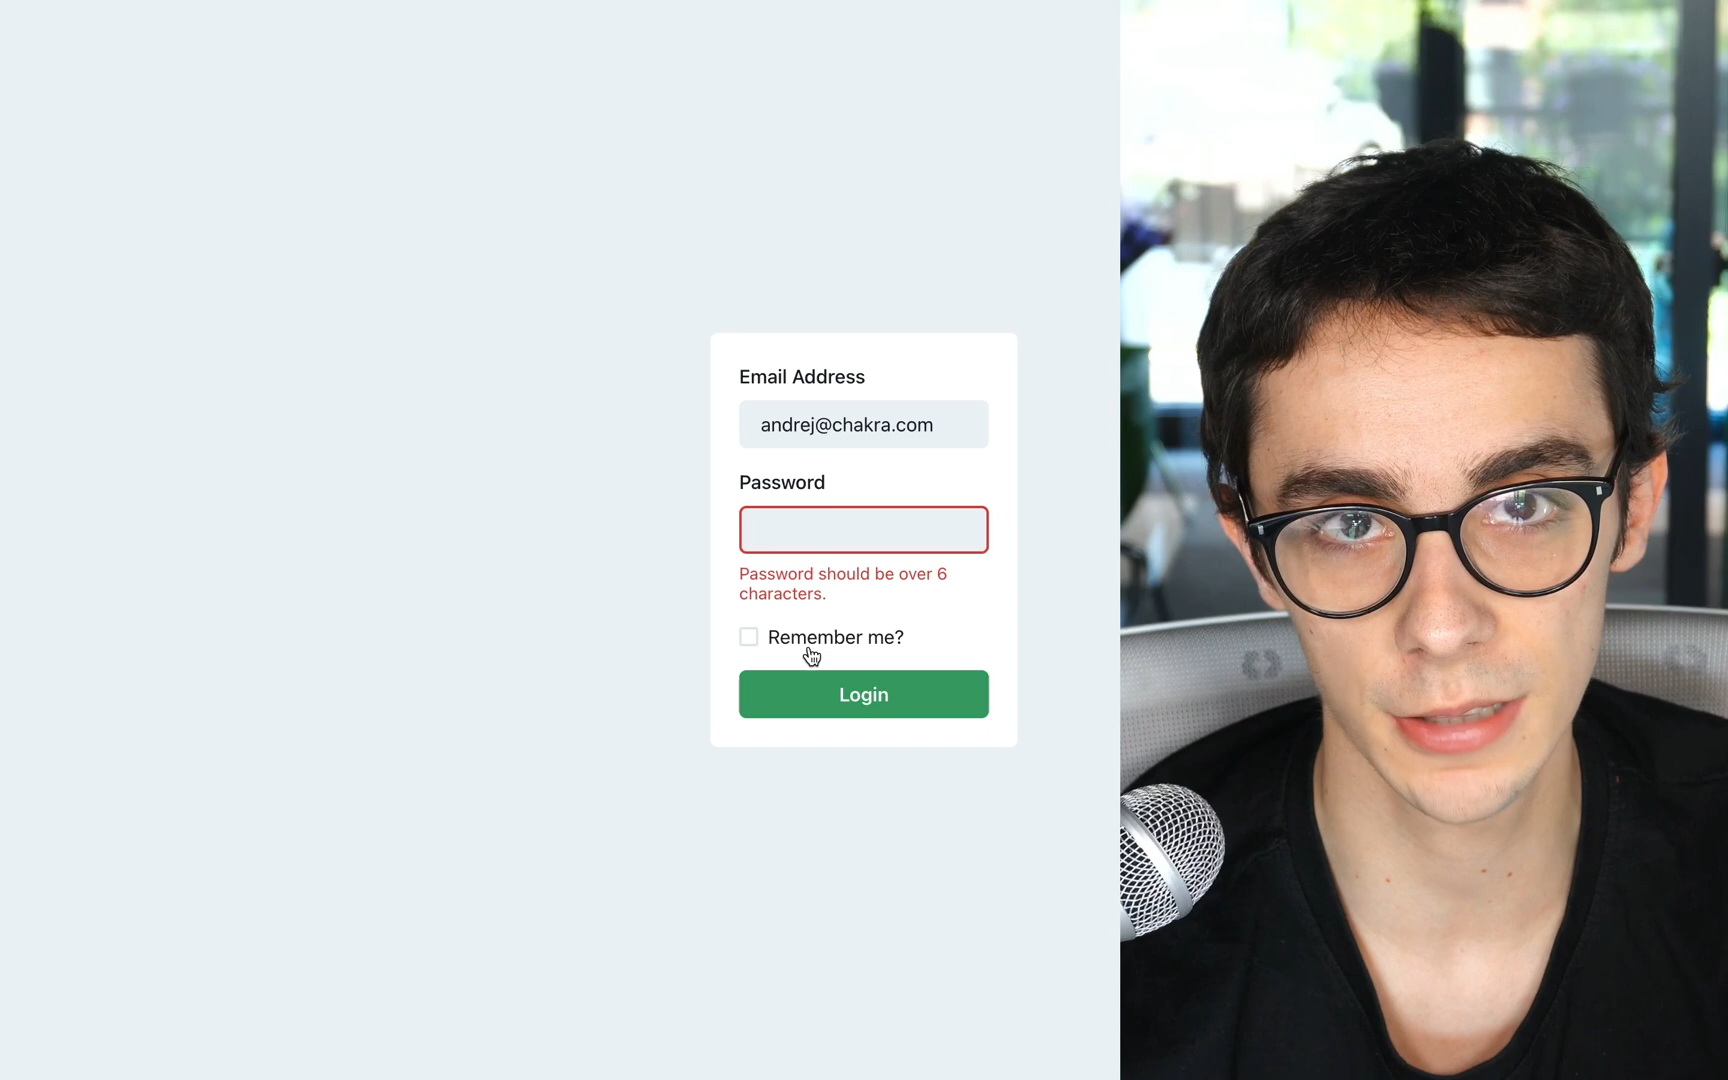 Email Address
andrej@chakra.com
Password
Password should be over 6
characters.
Remember me?
Login